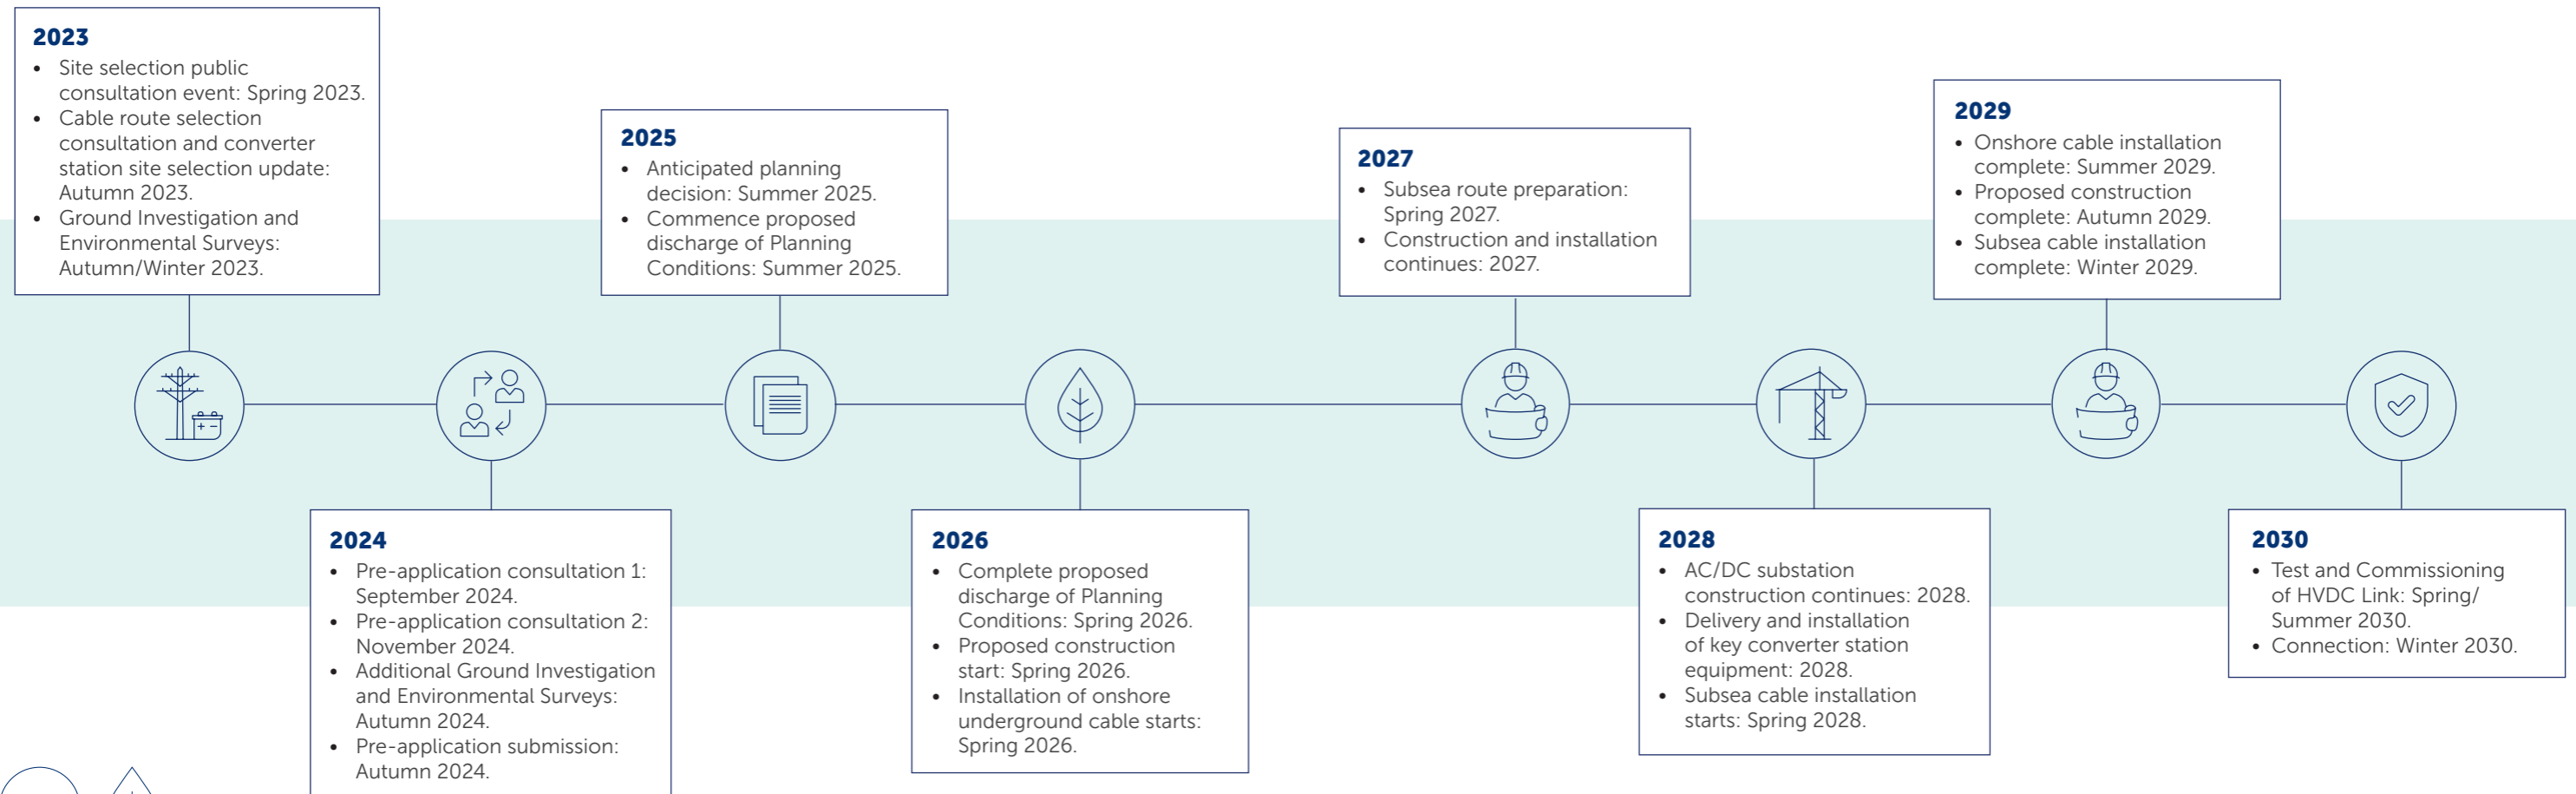 2023
• Site selection public
consultation event: Spring 2023.
• Cable route selection
consultation and converter
station site selection update:
Autumn 2023.
• Ground Investigation and
Environmental Surveys:
Autumn/Winter 2023.
2024
• Pre-application consultation 1:
September 2024.
• Pre-application consultation 2:
November 2024.
• Additional Ground Investigation
and Environmental Surveys:
Autumn 2024.
• Pre-application submission:
Autumn 2024.
2025
• Anticipated planning
decision: Summer 2025.
• Commence proposed
discharge of Planning
Conditions: Summer 2025.
2026
• Complete proposed
discharge of Planning
Conditions: Spring 2026.
• Proposed construction
start: Spring 2026.
• Installation of onshore
underground cable starts:
Spring 2026.
2027
• Subsea route preparation:
Spring 2027.
• Construction and installation
continues: 2027.
2028
• AC/DC substation
construction continues: 2028.
• Delivery and installation
of key converter station
equipment: 2028.
• Subsea cable installation
starts: Spring 2028.
2029
• Onshore cable installation
complete: Summer 2029.
• Proposed construction
complete: Autumn 2029.
• Subsea cable installation
complete: Winter 2029.
2030
• Test and Commissioning
of HVDC Link: Spring/
Summer 2030.
• Connection: Winter 2030.